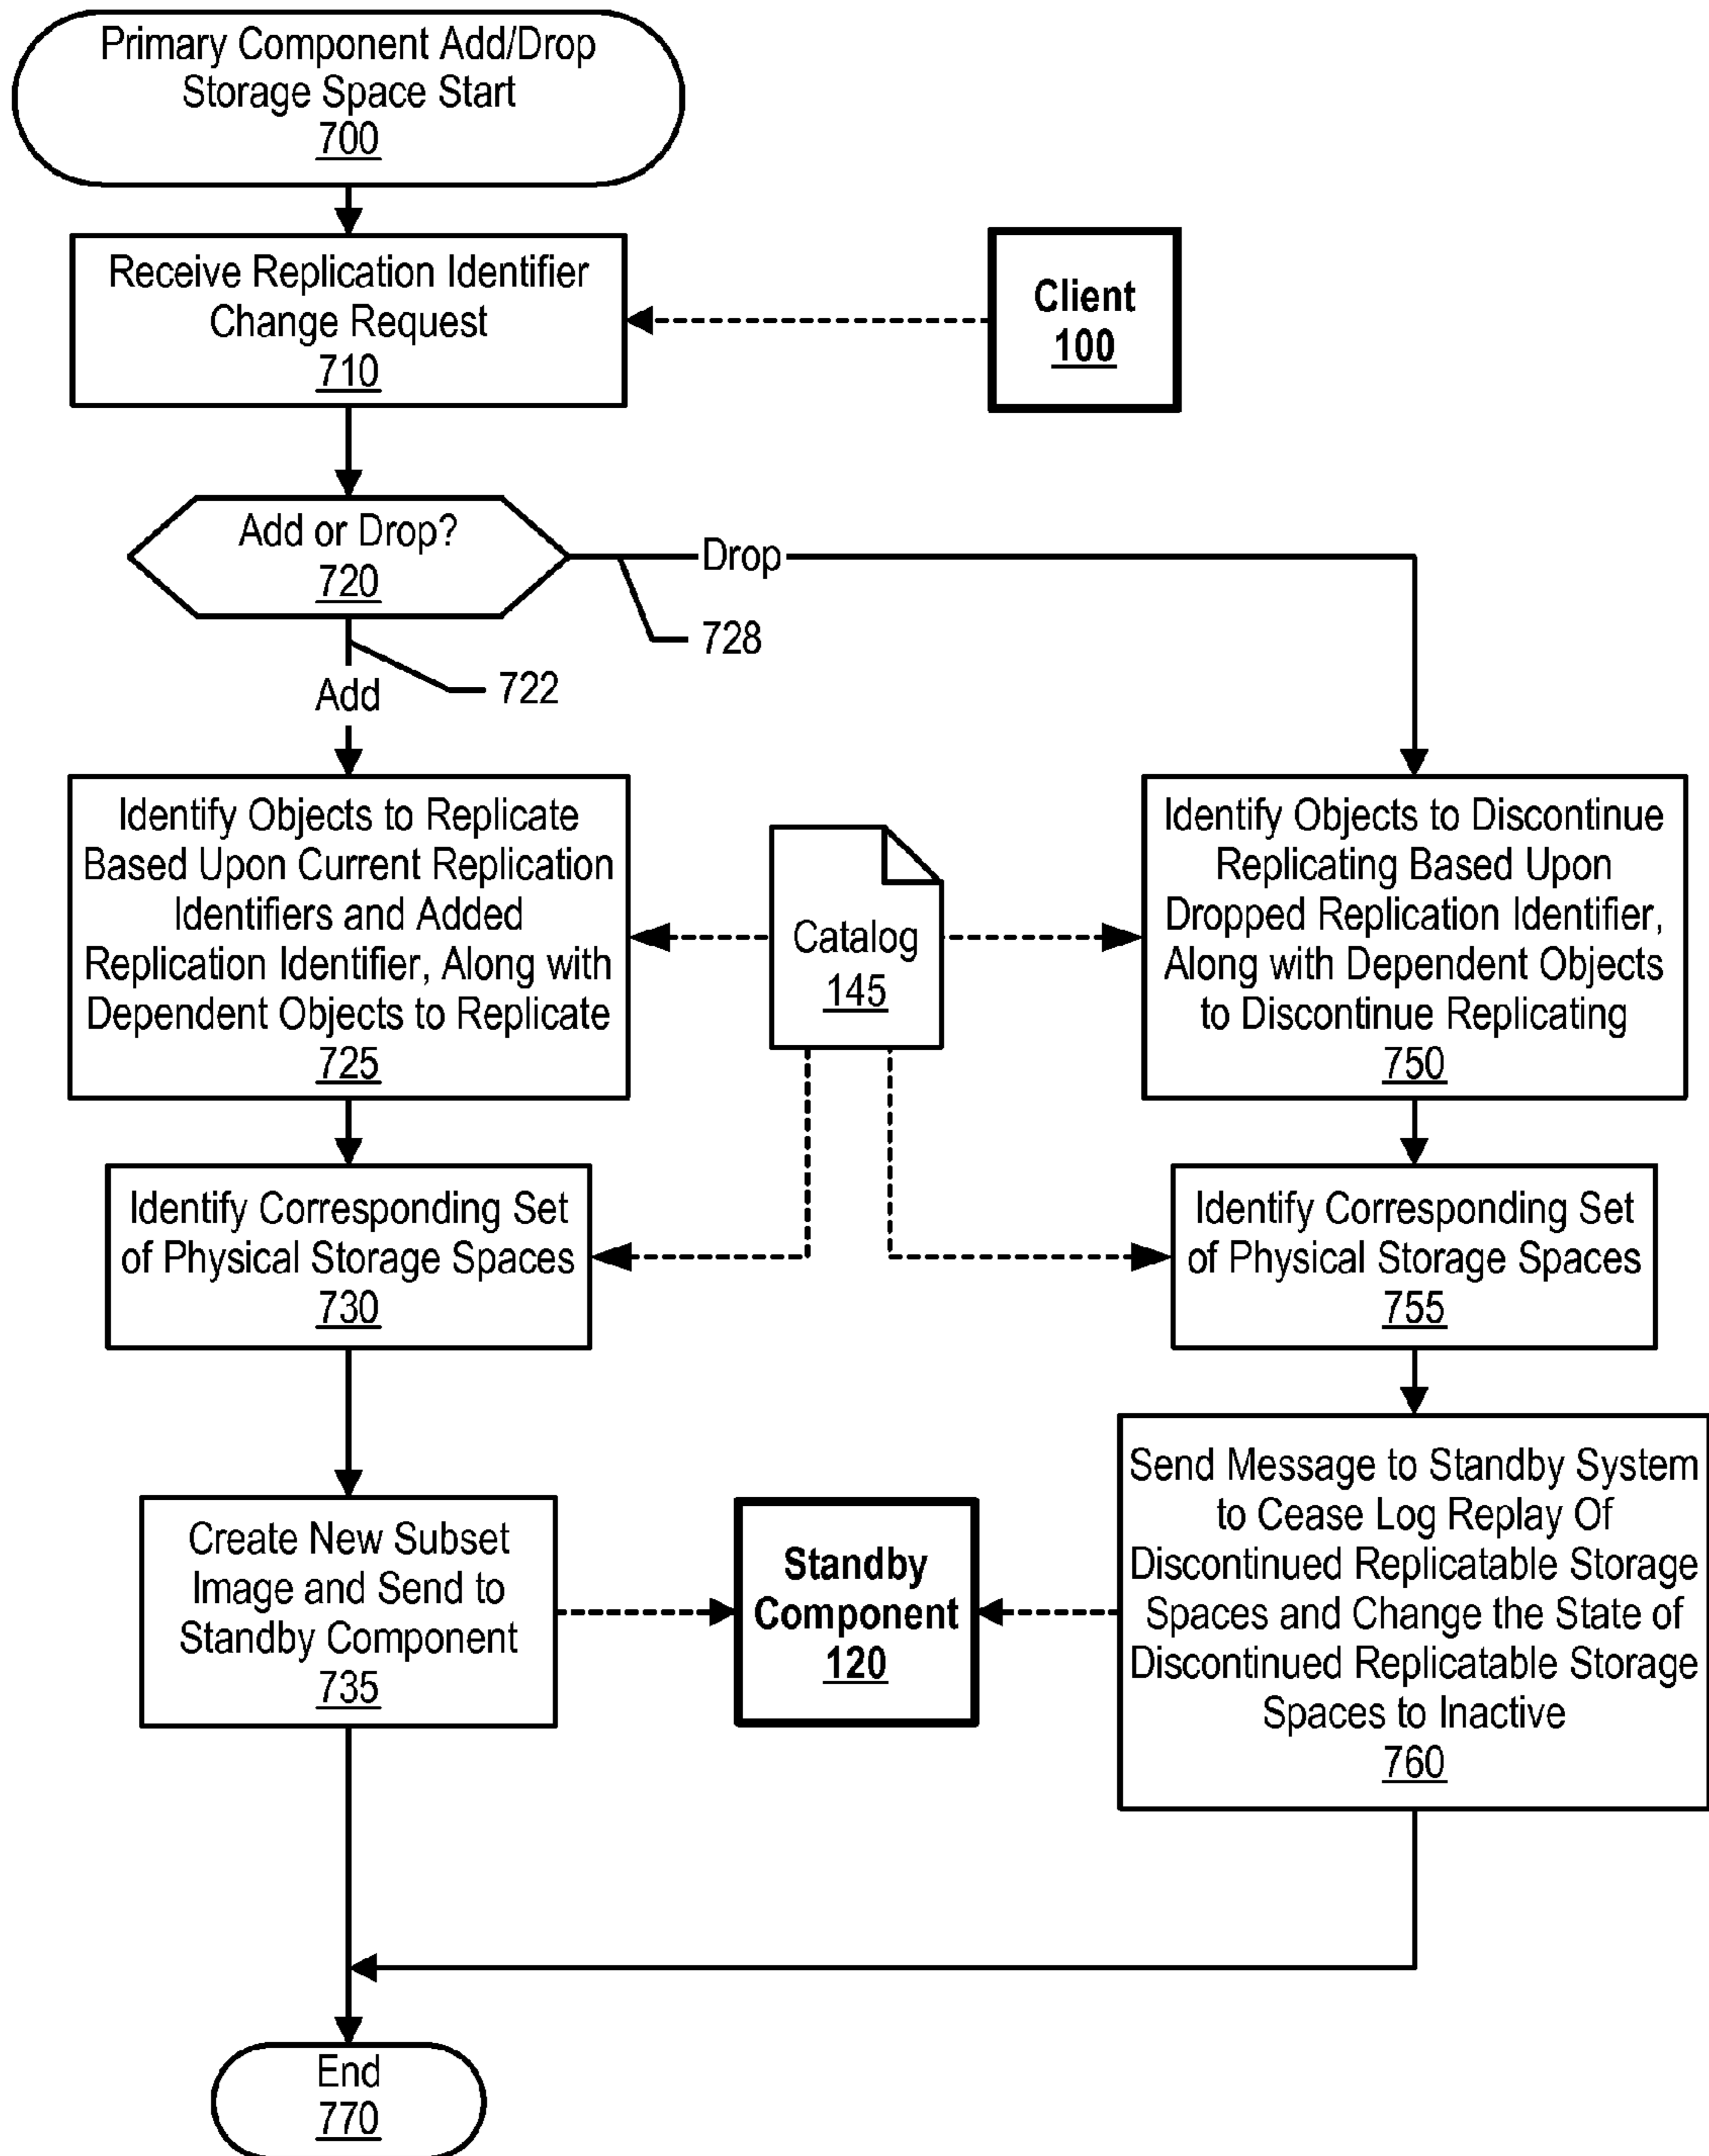 Primary Component Add/Drop
Storage Space Start
700
Receive Replication Identifier
Change Request
710
Client
100
Add or Drop?
720
Drop
728
722
Add
Identify Objects to Replicate
Based Upon Current Replication
Identifiers and Added
Replication Identifier, Along with
Dependent Objects to Replicate
725
Catalog
145
Identify Objects to Discontinue
Replicating Based Upon
Dropped Replication Identifier,
Along with Dependent Objects
to Discontinue Replicating
750
Identify Corresponding Set
of Physical Storage Spaces
730
Identify Corresponding Set
of Physical Storage Spaces
755
Create New Subset
Image and Send to
Standby Component
735
Standby
Component
120
Send Message to Standby System
to Cease Log Replay Of
Discontinued Replicatable Storage
Spaces and Change the State of
Discontinued Replicatable Storage
Spaces to Inactive
760
End
770